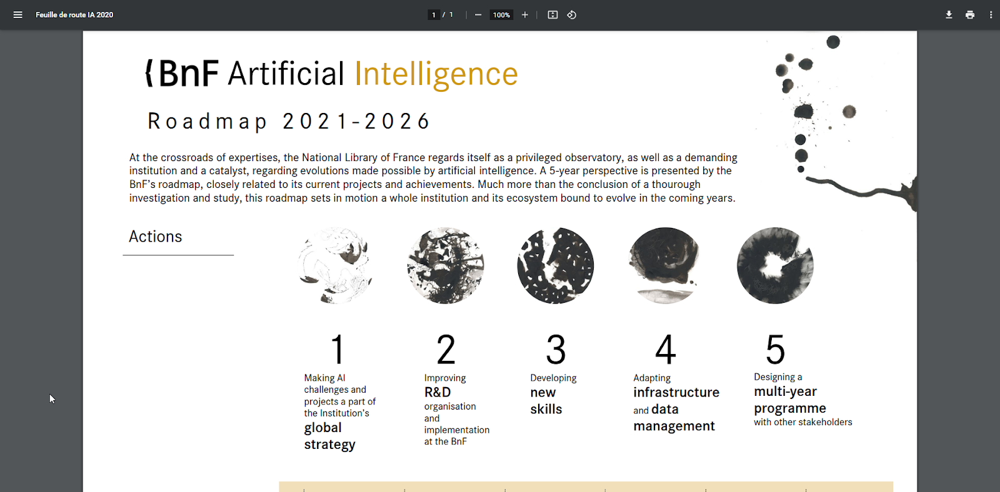 Feuille de route IA 2020
1 / 1
100%
BnF Artificial Intelligence
Roadmap 2021-2026
At the crossroads of expertises, the National Library of France regards itself as a privileged observatory, as well as a demanding
institution and a catalyst, regarding evolutions made possible by artificial intelligence. A 5-year perspective is presented by the
BnF's roadmap, closely related to its current projects and achievements. Much more than the conclusion of a thourough
investigation and study, this roadmap sets in motion a whole institution and its ecosystem bound to evolve in the coming years.
Actions
1
Making AI
challenges and
projects a part of
the Institution's
global
strategy
2
Improving
R&D
organisation
and
implementation
at the BnF
3
Developing
new
skills
4
Adapting
infrastructure
and data
management
5
Designing a
multi-year
programme
with other stakeholders